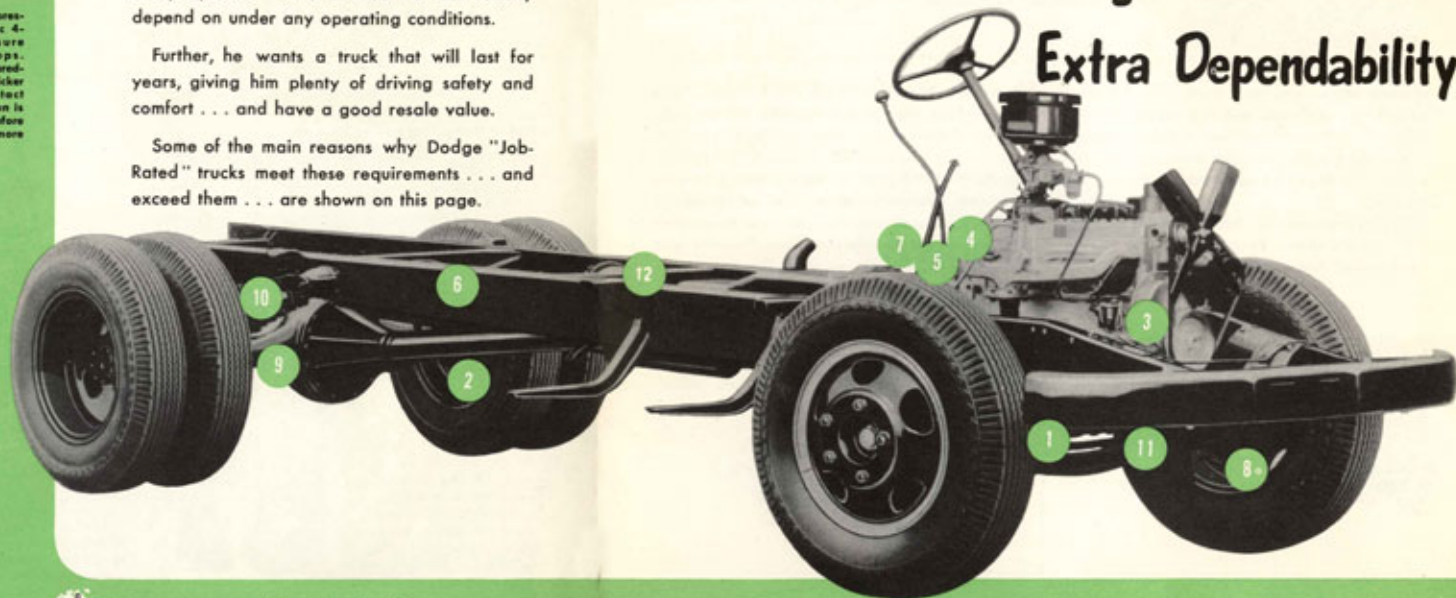 depend on under any operating conditions.
Further, he wants a truck that will last for
years, giving him plenty of driving safety and
comfort . . . and have a good resale value.
Some of the main reasons why Dodge "Job-
Rated" trucks meet these requirements . . . and
exceed them . . . are shown on this page.
Extra Dependability
7
4
5
12
6
10
3
9
2
1
11
8